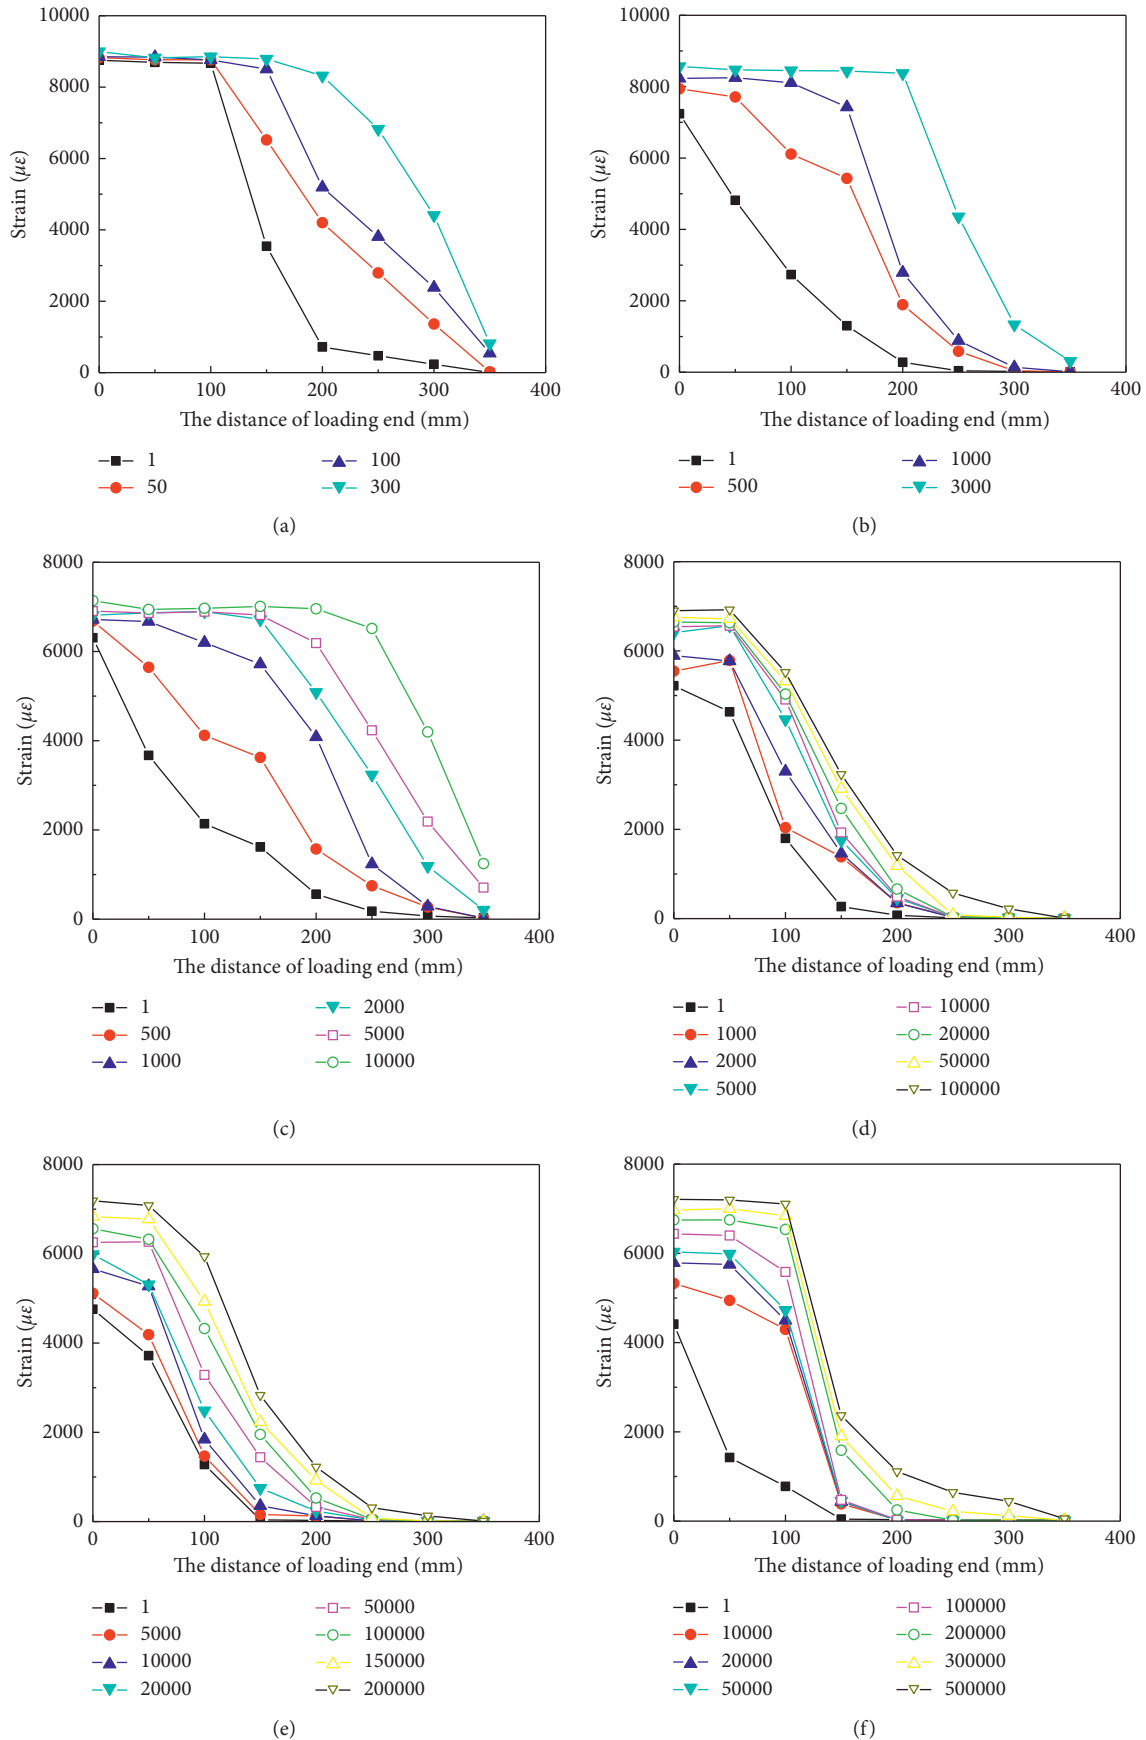 10000
8000
6000
4000
2000
0
Strain (με)
0 100 200 300 400
The distance of loading end (mm)
1 100
50 300
(a)
10000
8000
6000
4000
2000
0
Strain (με)
0 100 200 300 400
The distance of loading end (mm)
1 1000
500 3000
(b)
8000
6000
4000
2000
0
Strain (με)
0 100 200 300 400
The distance of loading end (mm)
1 2000
500 5000
1000 10000
(c)
8000
6000
4000
2000
0
Strain (με)
0 100 200 300 400
The distance of loading end (mm)
1 10000
1000 20000
2000 50000
5000 100000
(d)
8000
6000
4000
2000
0
Strain (με)
0 100 200 300 400
The distance of loading end (mm)
1 50000
5000 100000
10000 150000
20000 200000
(e)
8000
6000
4000
2000
0
Strain (με)
0 100 200 300 400
The distance of loading end (mm)
1 100000
10000 200000
20000 300000
50000 500000
(f)